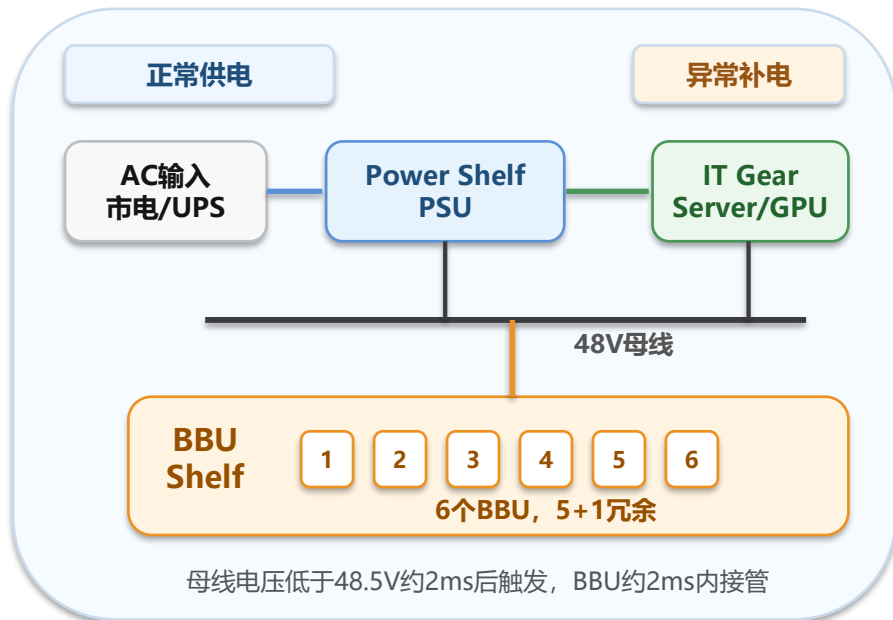 正常供电
异常补电
AC输入
市电/UPS
Power Shelf
PSU
IT Gear
Server/GPU
48V母线
BBU
Shelf
1 2 3 4 5 6
6个BBU，5+1冗余
母线电压低于48.5V约2ms后触发，BBU约2ms内接管